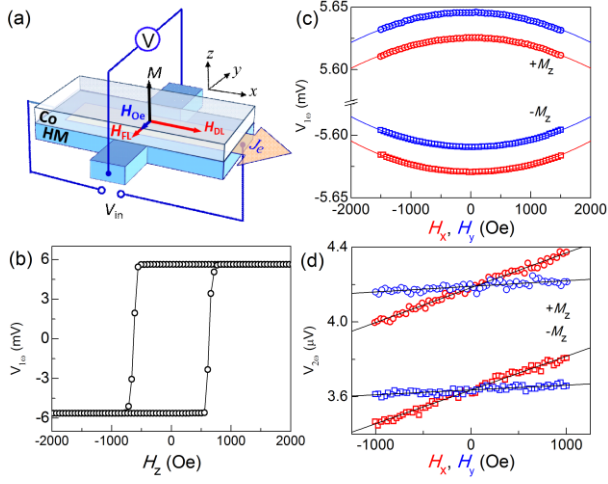 (a)
V
z
y
x
M
H_Oe
H_FL
H_DL
Co
HM
J_e
V_in
(b)
V_1ω (mV)
6
3
0
-3
-6
-2000 -1000 0 1000 2000
H_z (Oe)
(c)
V_1ω (mV)
5.65
5.60
-5.60
-5.65
+M_z
-M_z
-2000 -1000 0 1000 2000
H_x, H_y (Oe)
(d)
V_2ω (μV)
4.4
4.0
3.6
+M_z
-M_z
-1000 -500 0 500 1000
H_x, H_y (Oe)